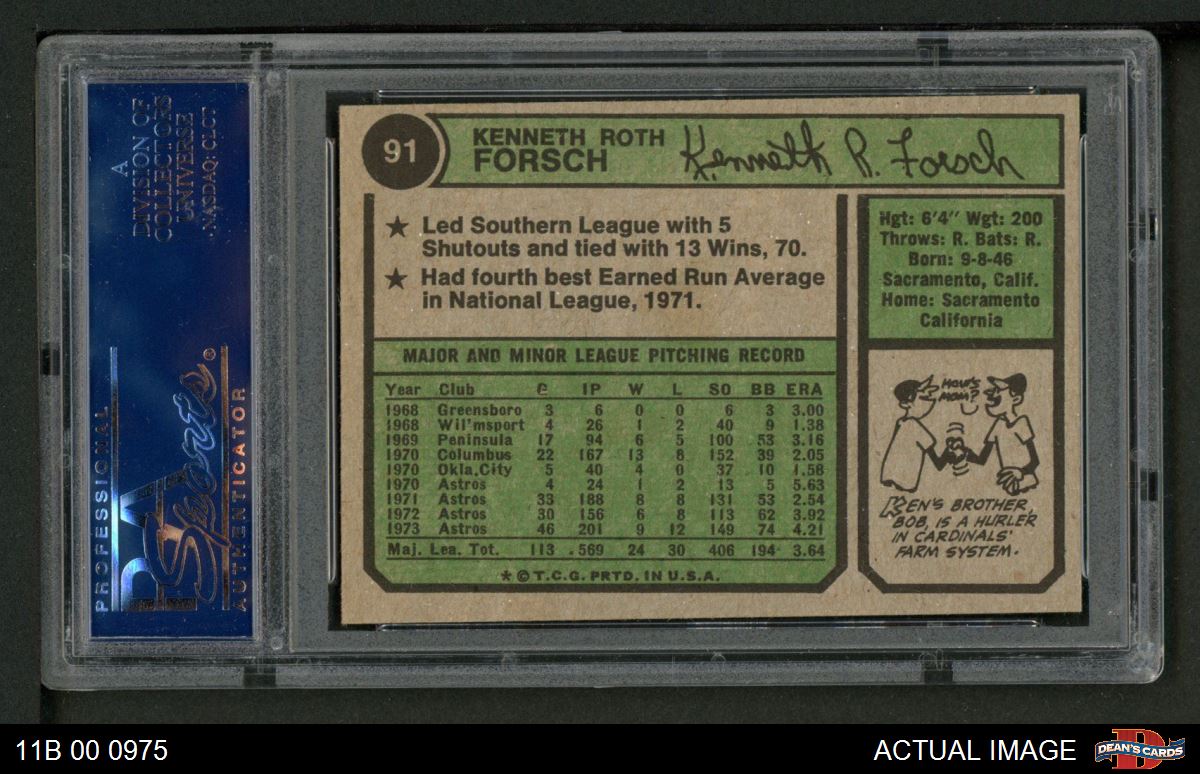 A
DIVISION OF
COLLECTORS
UNIVERSE
NASDAQ: CLCT
PROFESSIONAL
PSA
Sports®
AUTHENTICATOR
91
KENNETH ROTH
FORSCH
Kenneth R. Forsch
★ Led Southern League with 5
Shutouts and tied with 13 Wins, 70.
★ Had fourth best Earned Run Average
in National League, 1971.
Hgt: 6'4" Wgt: 200
Throws: R. Bats: R.
Born: 9-8-46
Sacramento, Calif.
Home: Sacramento
California
MAJOR AND MINOR LEAGUE PITCHING RECORD
Year Club G IP W L SO BB ERA
1968 Greensboro 3 6 0 0 6 3 3.00
1968 Wil'msport 4 26 1 2 40 9 1.38
1969 Peninsula 17 94 6 5 100 53 3.16
1970 Columbus 22 167 13 8 152 39 2.05
1970 Okla.City 5 40 4 0 37 10 1.58
1970 Astros 4 24 1 2 13 5 5.63
1971 Astros 33 188 8 8 131 53 2.54
1972 Astros 30 156 6 8 113 62 3.92
1973 Astros 46 201 9 12 149 74 4.21
Maj. Lea. Tot. 113 569 24 30 406 194 3.64
★ © T.C.G. PRTD. IN U.S.A.
HOW'S
MOM?
KEN'S BROTHER,
BOB, IS A HURLER
IN CARDINALS'
FARM SYSTEM.
11B 00 0975
ACTUAL IMAGE
DEAN'S CARDS